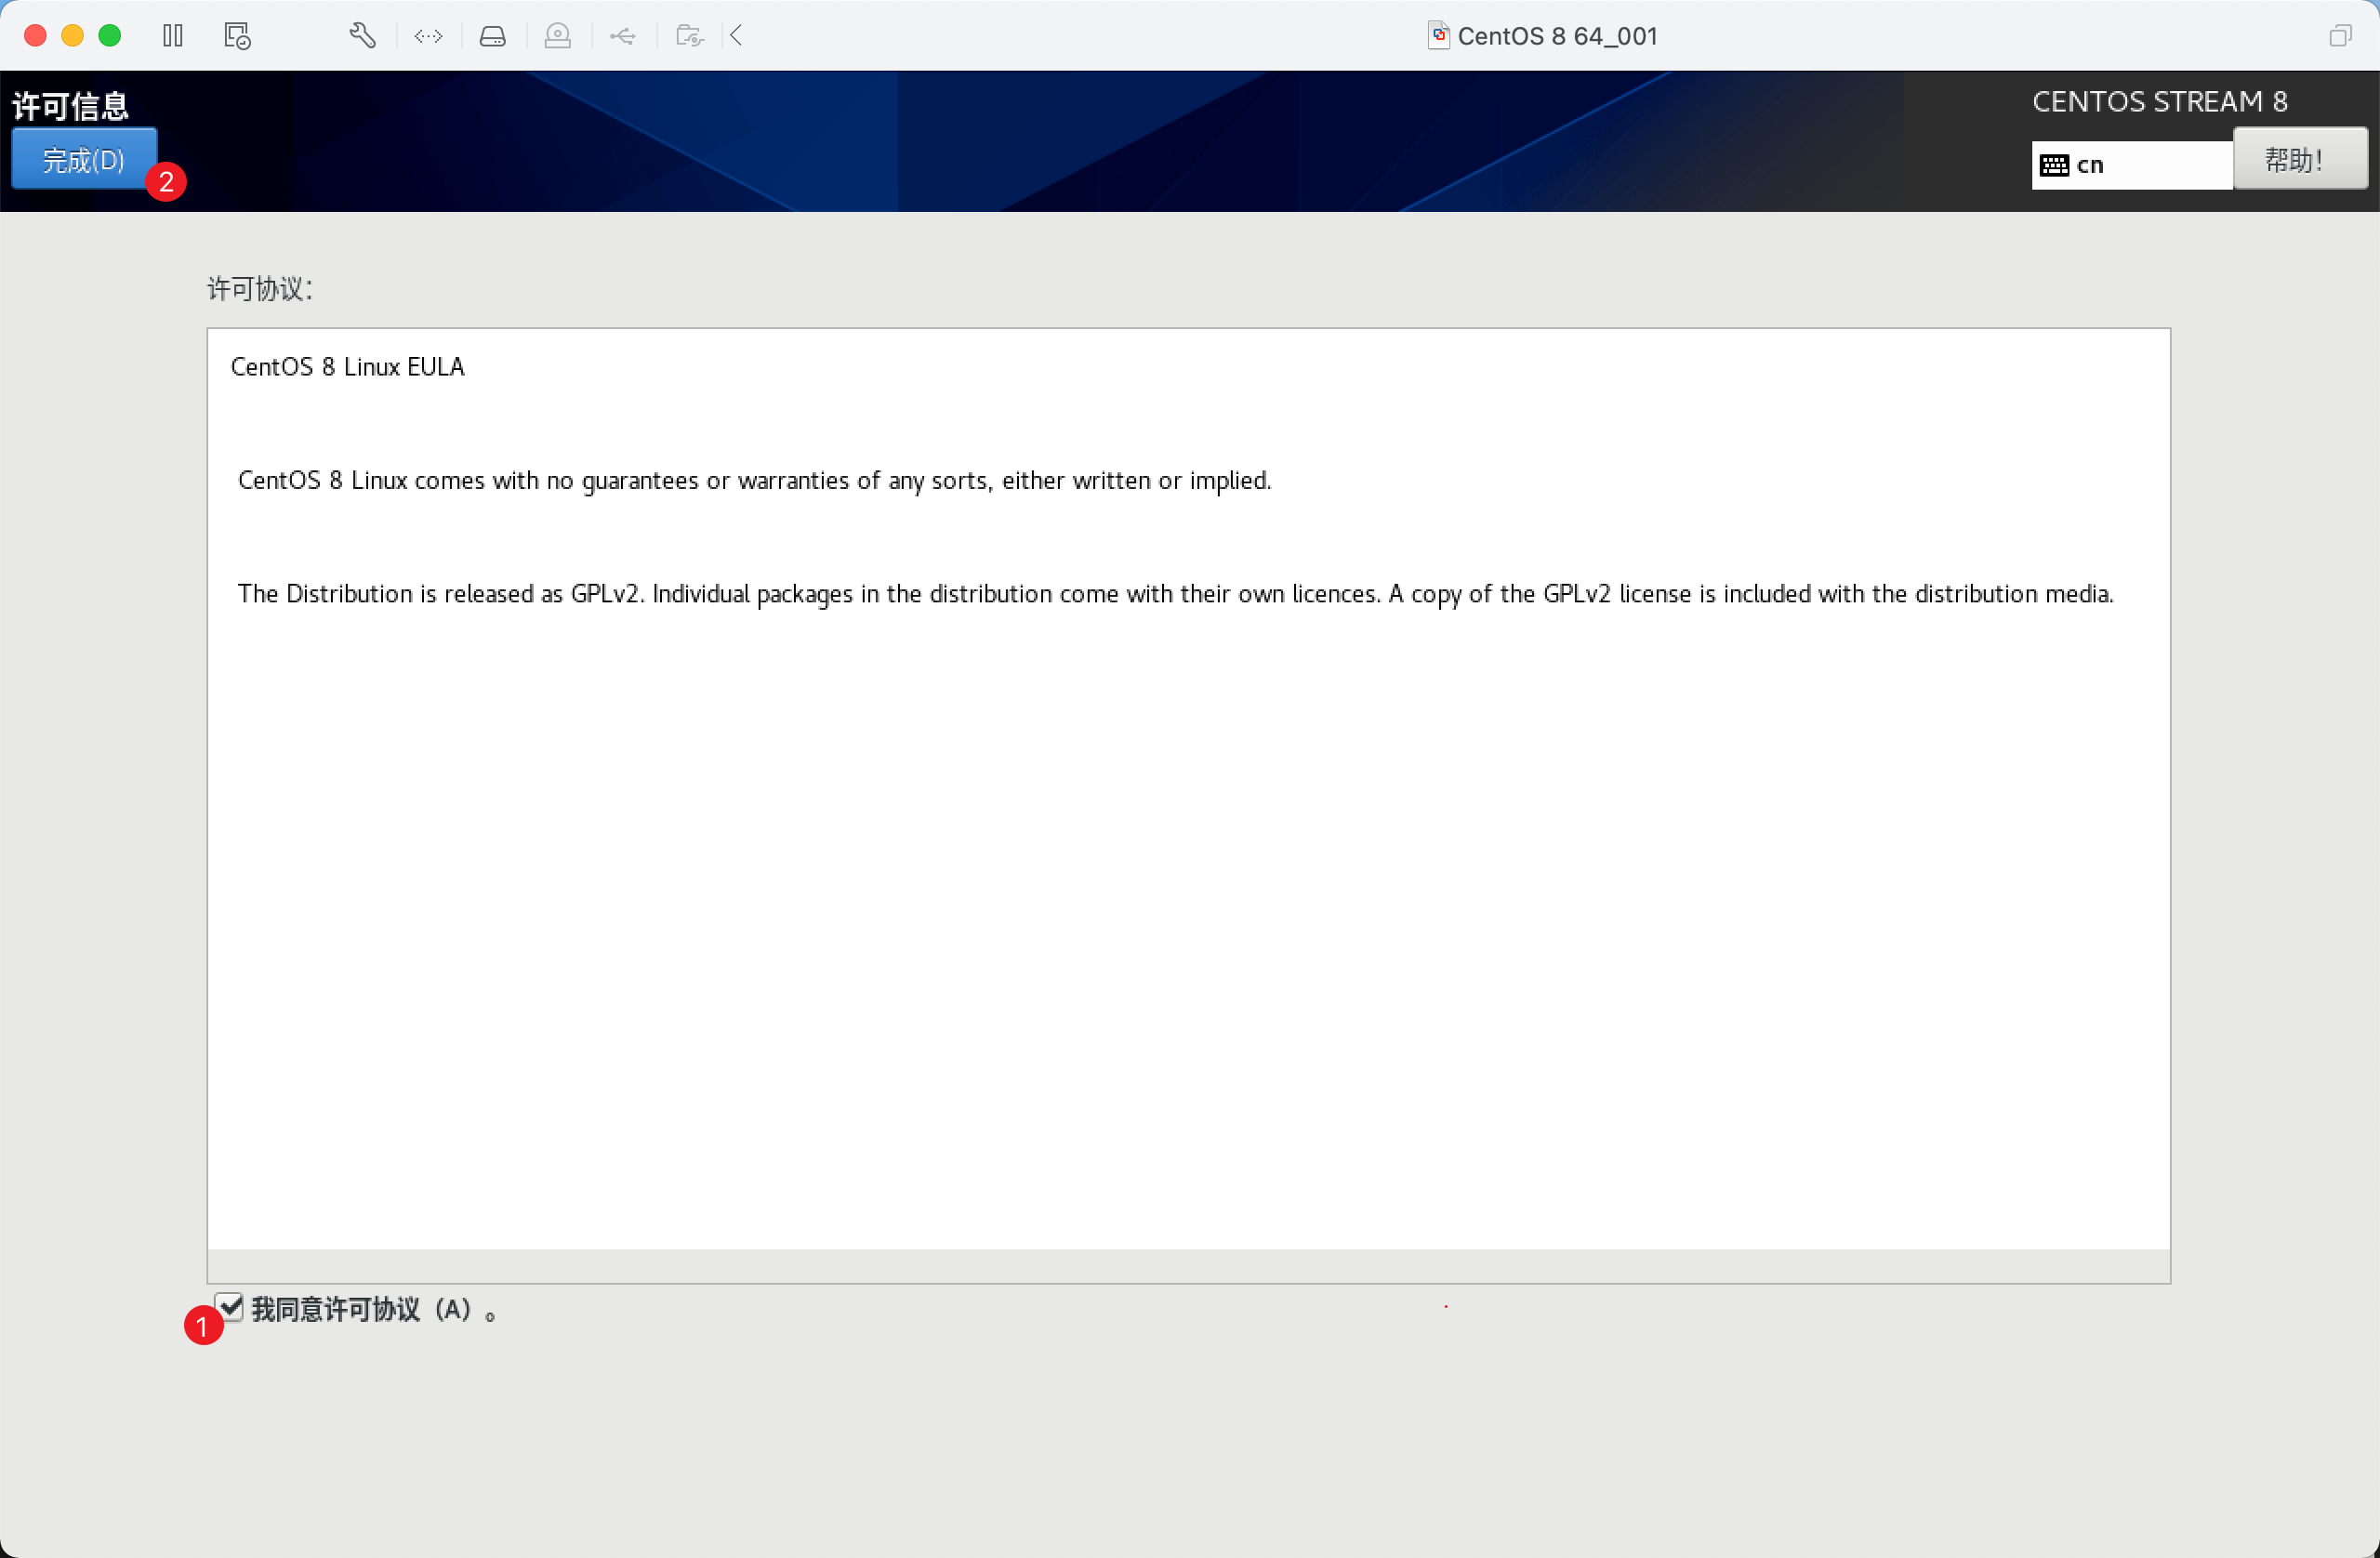 CentOS 8 64_001
许可信息
CENTOS STREAM 8
完成(D)
2
cn
帮助!
许可协议：
CentOS 8 Linux EULA
CentOS 8 Linux comes with no guarantees or warranties of any sorts, either written or implied.
The Distribution is released as GPLv2. Individual packages in the distribution come with their own licences. A copy of the GPLv2 license is included with the distribution media.
1
我同意许可协议（A）。